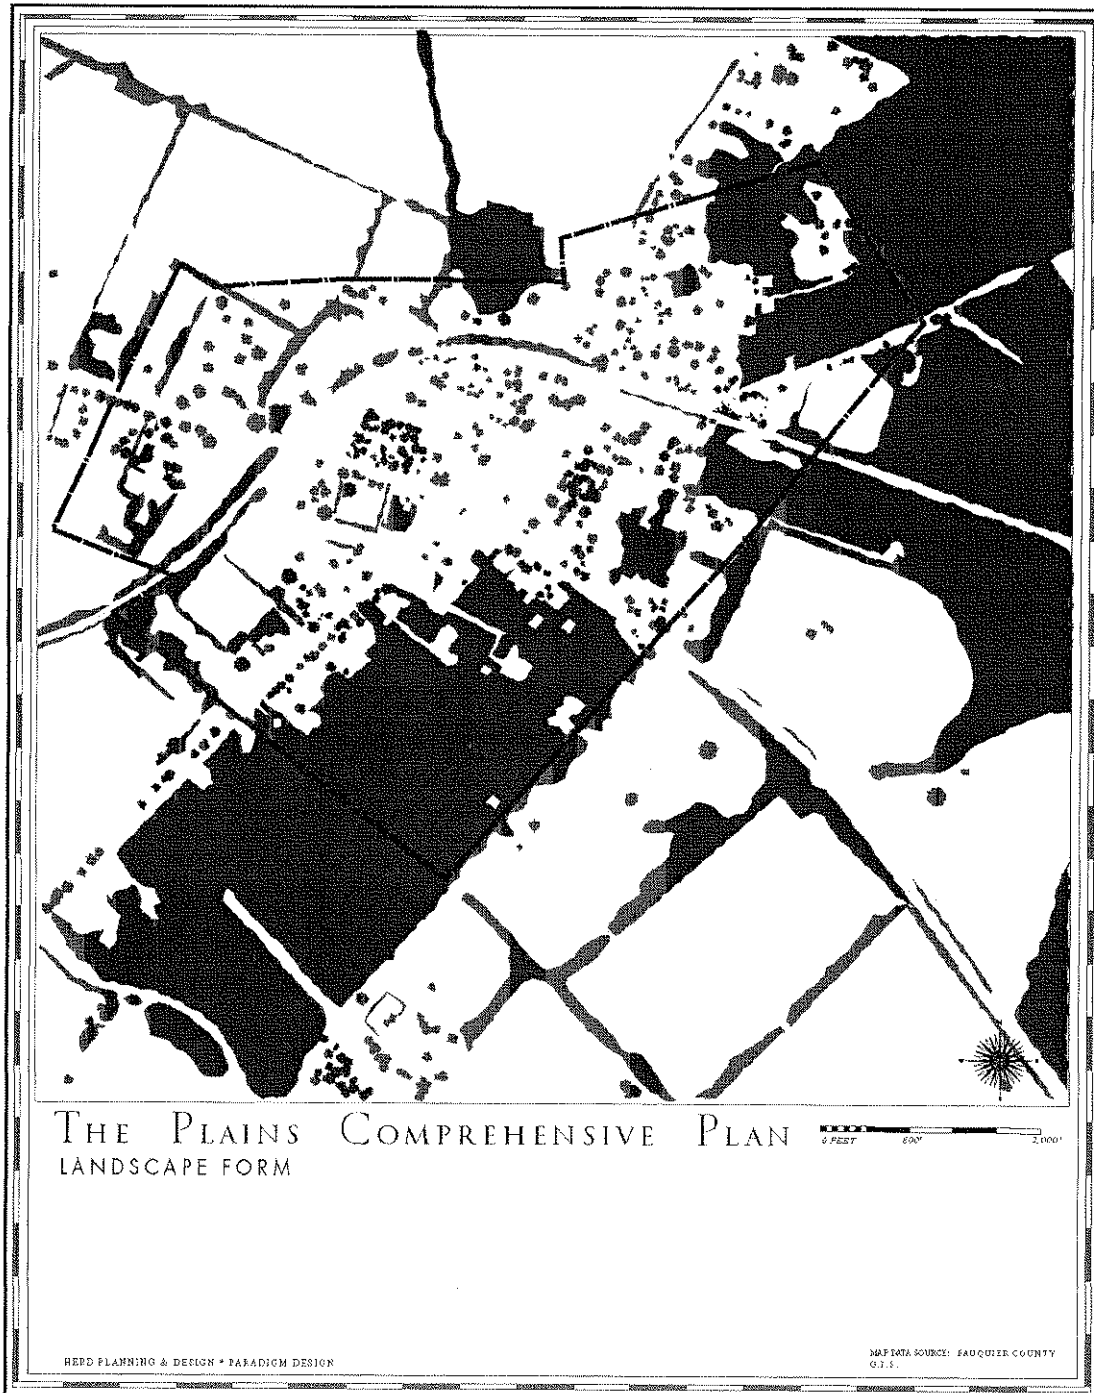 THE PLAINS COMPREHENSIVE PLAN
0 FEET 600' 2,000'
LANDSCAPE FORM
HERD PLANNING & DESIGN * PARADIGM DESIGN
MAP DATA SOURCE: FAUQUIER COUNTY
G.I.S.